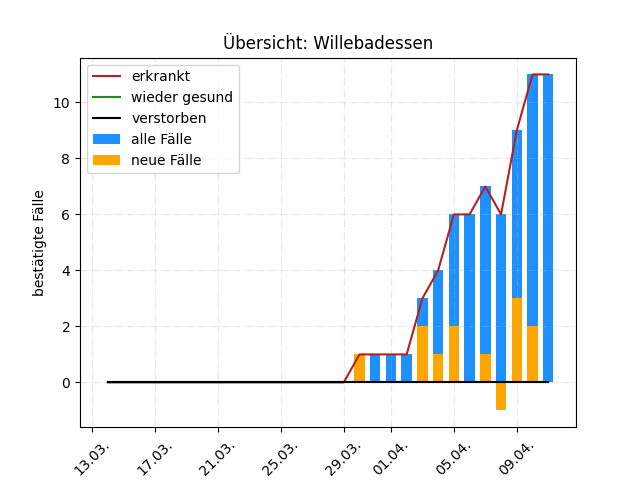 Übersicht: Willebadessen
erkrankt
wieder gesund
verstorben
alle Fälle
neue Fälle
bestätigte Fälle
10
8
6
4
2
0
13.03.
17.03.
21.03.
25.03.
29.03.
01.04.
05.04.
09.04.